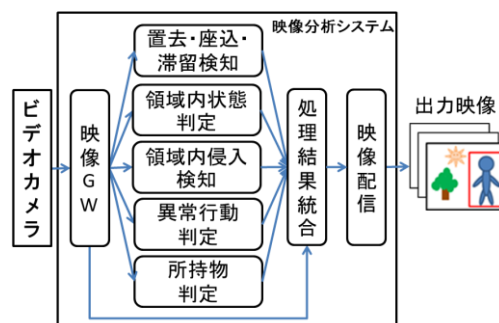 映像分析システム
置去・座込・
滞留検知
領域内状態
判定
領域内侵入
検知
異常行動
判定
所持物
判定
ビデオカメラ
映像GW
処理結果統合
映像配信
出力映像